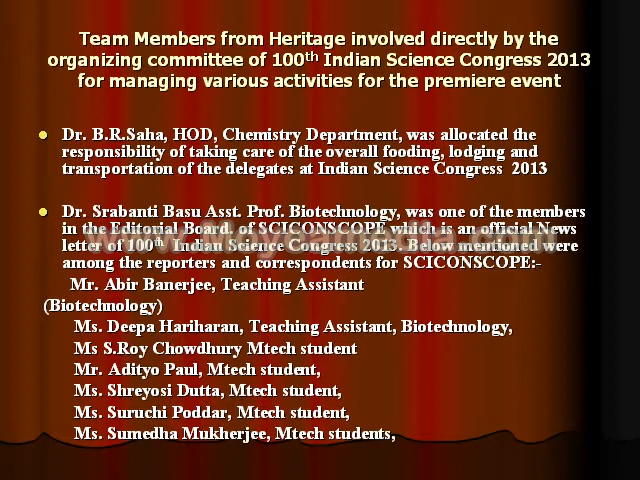 Team Members from Heritage involved directly by the
organizing committee of 100th Indian Science Congress 2013
for managing various activities for the premiere event
Dr. B.R.Saha, HOD, Chemistry Department, was allocated the
responsibility of taking care of the overall fooding, lodging and
transportation of the delegates at Indian Science Congress 2013
Dr. Srabanti Basu Asst. Prof. Biotechnology, was one of the members
in the Editorial Board, of SCICONSCOPE which is an official News
letter of 100th Indian Science Congress 2013. Below mentioned were
among the reporters and correspondents for SCICONSCOPE:-
Mr. Abir Banerjee, Teaching Assistant
(Biotechnology)
Ms. Deepa Hariharan, Teaching Assistant, Biotechnology,
Ms S.Roy Chowdhury Mtech student
Mr. Adityo Paul, Mtech student,
Ms. Shreyosi Dutta, Mtech student,
Ms. Suruchi Poddar, Mtech student,
Ms. Sumedha Mukherjee, Mtech students,